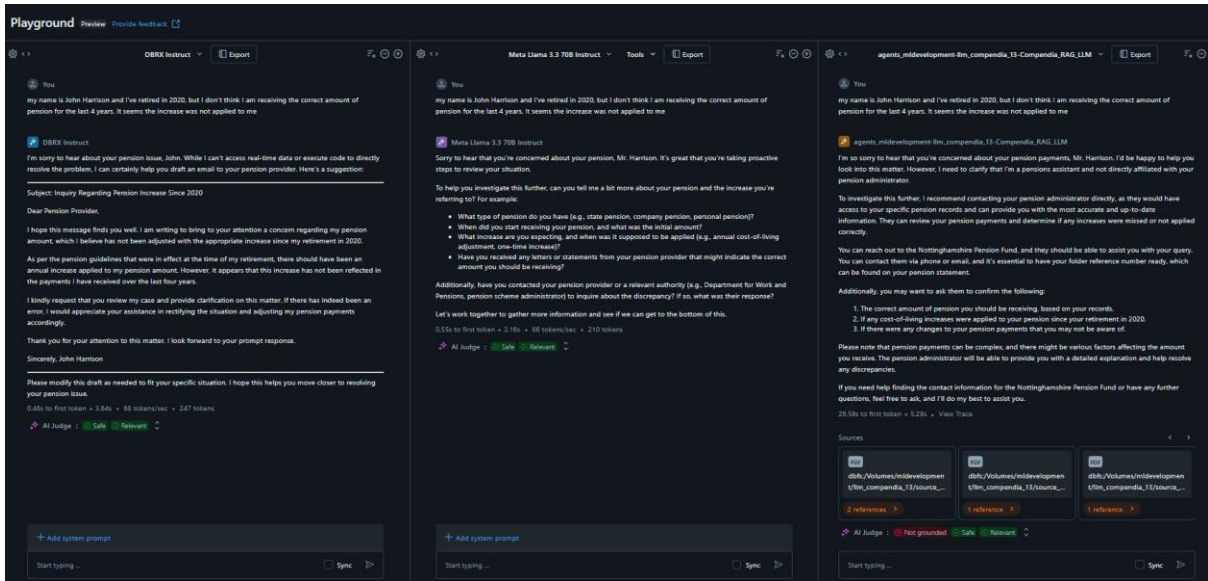 Playground Preview Provide feedback
DBRX Instruct
Export
You
my name is John Harrison and I've retired in 2020, but I don't think I am receiving the correct amount of
pension for the last 4 years. It seems the increase was not applied to me
DBRX Instruct
I'm sorry to hear about your pension issue, John. While I can't access real-time data or execute code to directly
resolve the problem, I can certainly help you draft an email to your pension provider. Here's a suggestion:
Subject: Inquiry Regarding Pension Increase Since 2020
Dear Pension Provider,
I hope this message finds you well. I am writing to bring to your attention a concern regarding my pension
amount, which I believe has not been adjusted with the appropriate increase since my retirement in 2020.
As per the pension guidelines that were in effect at the time of my retirement, there should have been an
annual increase applied to my pension amount. However, it appears that this increase has not been reflected in
the payments I have received over the last four years.
I kindly request that you review my case and provide clarification on this matter. If there has indeed been an
error, I would appreciate your assistance in rectifying the situation and adjusting my pension payments
accordingly.
Thank you for your attention to this matter. I look forward to your prompt response.
Sincerely, John Harrison
Please modify this draft as needed to fit your specific situation. I hope this helps you move closer to resolving
your pension issue.
0.46s to first token + 3.64s • 68 tokens/sec • 247 tokens
AI Judge : Safe Relevant
+ Add system prompt
Start typing ...
Sync
Meta Llama 3.3 70B Instruct
Tools
Export
You
my name is John Harrison and I've retired in 2020, but I don't think I am receiving the correct amount of
pension for the last 4 years. It seems the increase was not applied to me
Meta Llama 3.3 70B Instruct
Sorry to hear that you're concerned about your pension, Mr. Harrison. It's great that you're taking proactive
steps to review your situation.
To help you investigate this further, can you tell me a bit more about your pension and the increase you're
referring to? For example:
• What type of pension do you have (e.g., state pension, company pension, personal pension)?
• When did you start receiving your pension, and what was the initial amount?
• What increase are you expecting, and when was it supposed to be applied (e.g., annual cost-of-living
adjustment, one-time increase)?
• Have you received any letters or statements from your pension provider that might indicate the correct
amount you should be receiving?
Additionally, have you contacted your pension provider or a relevant authority (e.g., Department for Work and
Pensions, pension scheme administrator) to inquire about the discrepancy? If so, what was their response?
Let's work together to gather more information and see if we can get to the bottom of this.
0.55s to first token + 3.16s • 66 tokens/sec • 210 tokens
AI Judge : Safe Relevant
+ Add system prompt
Start typing ...
Sync
agents_mldevelopment-llm_compendia_13-Compendia_RAG_LLM
Export
You
my name is John Harrison and I've retired in 2020, but I don't think I am receiving the correct amount of
pension for the last 4 years. It seems the increase was not applied to me
agents_mldevelopment-llm_compendia_13-Compendia_RAG_LLM
I'm so sorry to hear that you're concerned about your pension payments, Mr. Harrison. I'd be happy to help you
look into this matter. However, I need to clarify that I'm a pensions assistant and not directly affiliated with your
pension administrator.
To investigate this further, I recommend contacting your pension administrator directly, as they would have
access to your specific pension records and can provide you with the most accurate and up-to-date
information. They can review your pension payments and determine if any increases were missed or not applied
correctly.
You can reach out to the Nottinghamshire Pension Fund, and they should be able to assist you with your query.
You can contact them via phone or email, and it's essential to have your folder reference number ready, which
can be found on your pension statement.
Additionally, you may want to ask them to confirm the following:
1. The correct amount of pension you should be receiving, based on your records.
2. If any cost-of-living increases were applied to your pension since your retirement in 2020.
3. If there were any changes to your pension payments that you may not be aware of.
Please note that pension payments can be complex, and there might be various factors affecting the amount
you receive. The pension administrator will be able to provide you with a detailed explanation and help resolve
any discrepancies.
If you need help finding the contact information for the Nottinghamshire Pension Fund or have any further
questions, feel free to ask, and I'll do my best to assist you.
28.59s to first token + 5.29s • View Trace
Sources
PDF
dbfs:/Volumes/mldevelopmen
t/llm_compendia_13/source_...
2 references
PDF
dbfs:/Volumes/mldevelopmen
t/llm_compendia_13/source_...
1 reference
PDF
dbfs:/Volumes/mldevelopmen
t/llm_compendia_13/source_...
1 reference
AI Judge : Not grounded Safe Relevant
Start typing ...
Sync